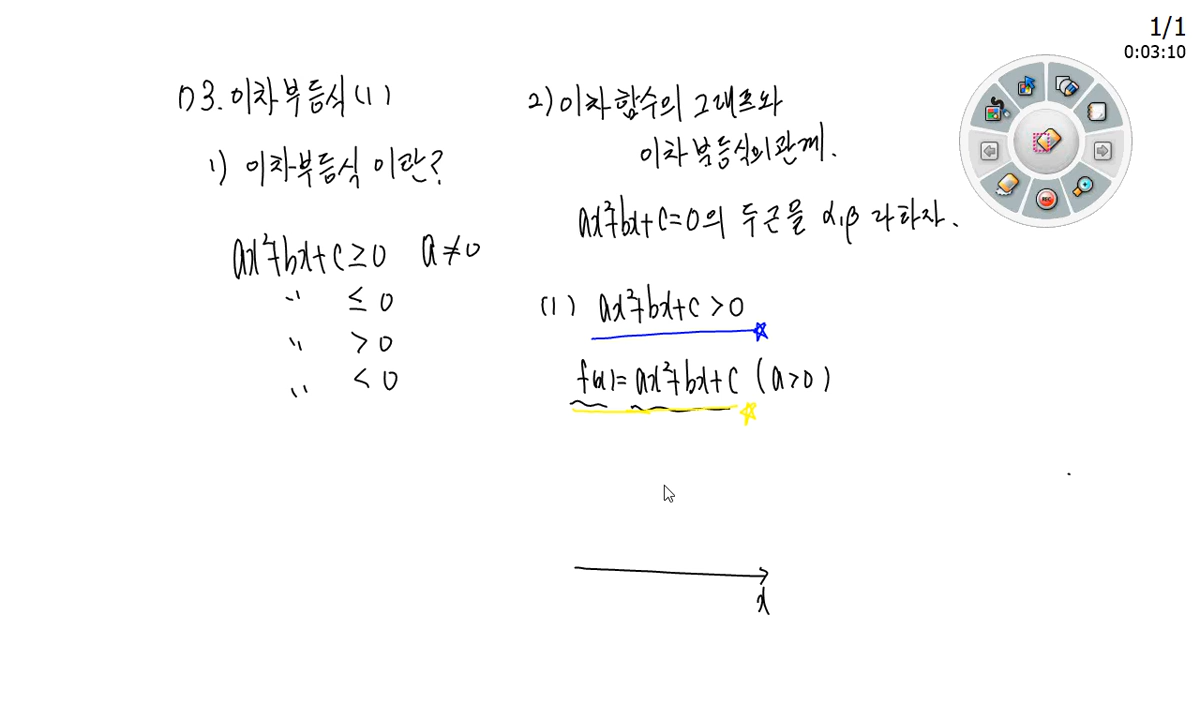 03. 이차부등식(1)
1) 이차부등식 이란?
ax²+bx+c≥0 a≠0
〃 ≤0
〃 >0
〃 <0
2) 이차함수의 그래프와
이차부등식의 관계.
ax²+bx+c=0의 두근을 α,β 라하자.
(1) ax²+bx+c>0
f(x)=ax²+bx+c (a>0)
x
1/1
0:03:10
REC